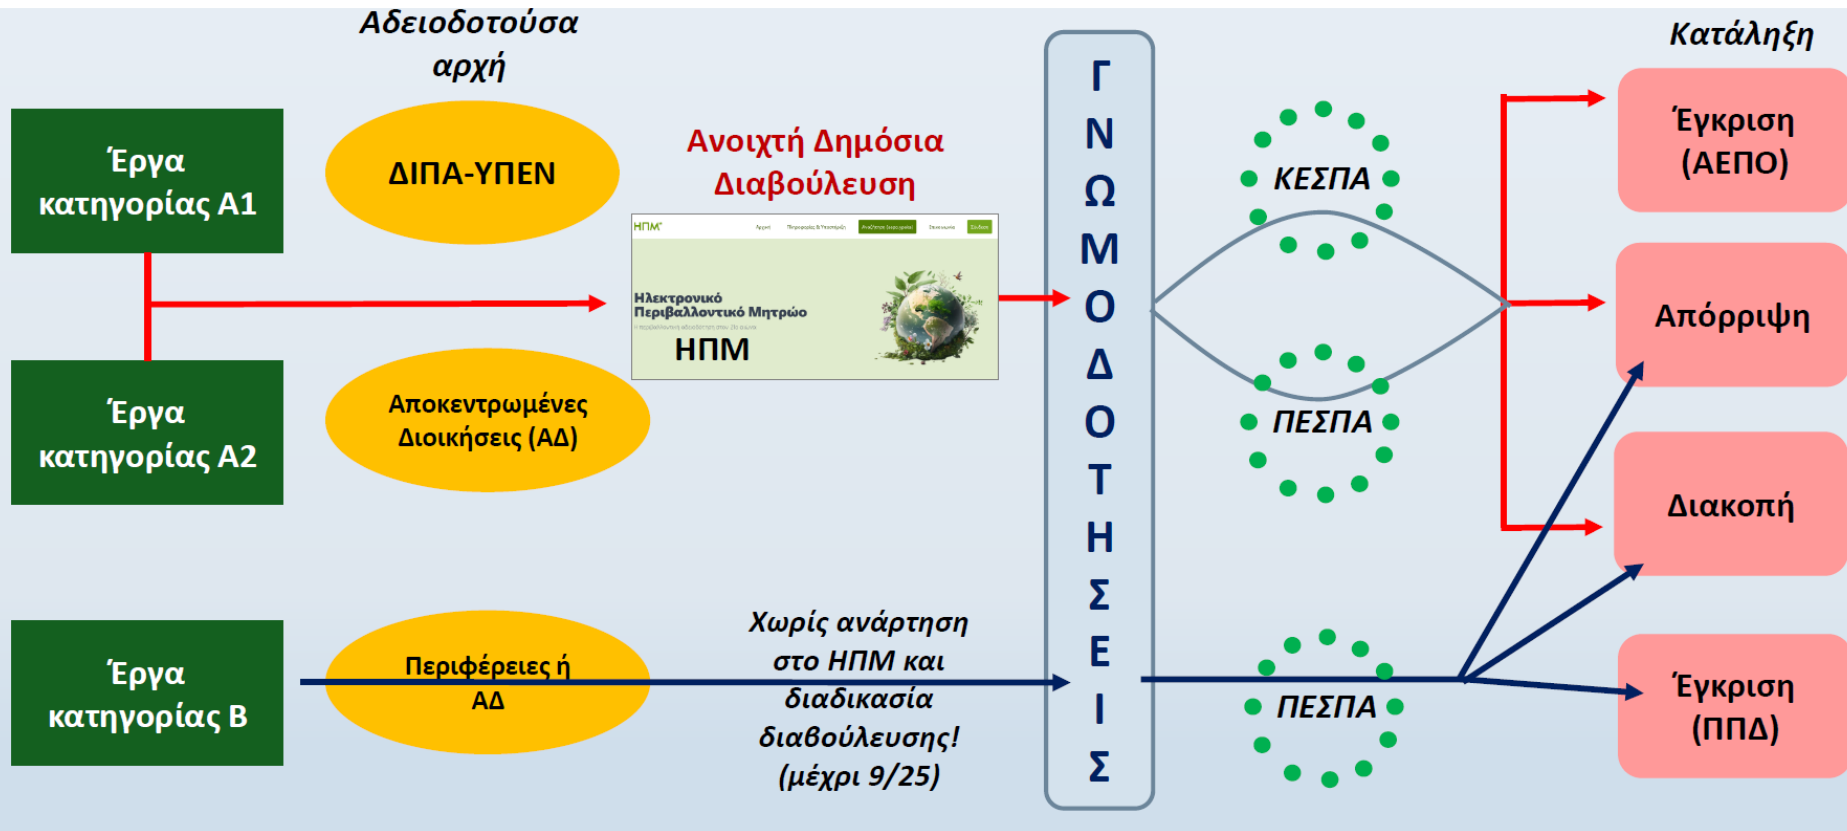 Αδειοδοτούσα
αρχή
Κατάληξη
Έργα
κατηγορίας Α1
ΔΙΠΑ-ΥΠΕΝ
Ανοιχτή Δημόσια
Διαβούλευση
ΗΠΜ
Αρχική
Σύνδεση
Ηλεκτρονικό
Περιβαλλοντικό Μητρώο
ΗΠΜ
Έργα
κατηγορίας Α2
Αποκεντρωμένες
Διοικήσεις (ΑΔ)
Έργα
κατηγορίας Β
Περιφέρειες ή
ΑΔ
Χωρίς ανάρτηση
στο ΗΠΜ και
διαδικασία
διαβούλευσης!
(μέχρι 9/25)
Γ
Ν
Ω
Μ
Ο
Δ
Ο
Τ
Η
Σ
Ε
Ι
Σ
ΚΕΣΠΑ
ΠΕΣΠΑ
ΠΕΣΠΑ
Έγκριση
(ΑΕΠΟ)
Απόρριψη
Διακοπή
Έγκριση
(ΠΠΔ)